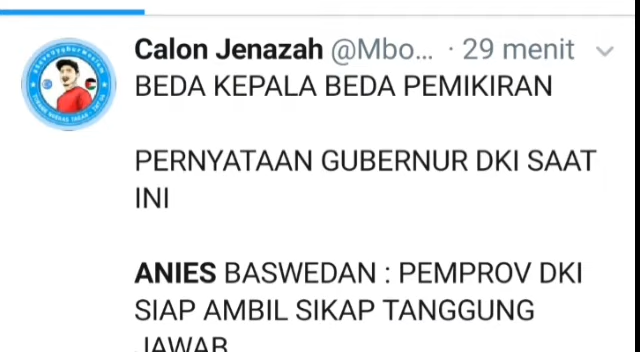 Calon Jenazah @Mbo... · 29 menit
BEDA KEPALA BEDA PEMIKIRAN
PERNYATAAN GUBERNUR DKI SAAT
INI
ANIES BASWEDAN : PEMPROV DKI
SIAP AMBIL SIKAP TANGGUNG
JAWAB